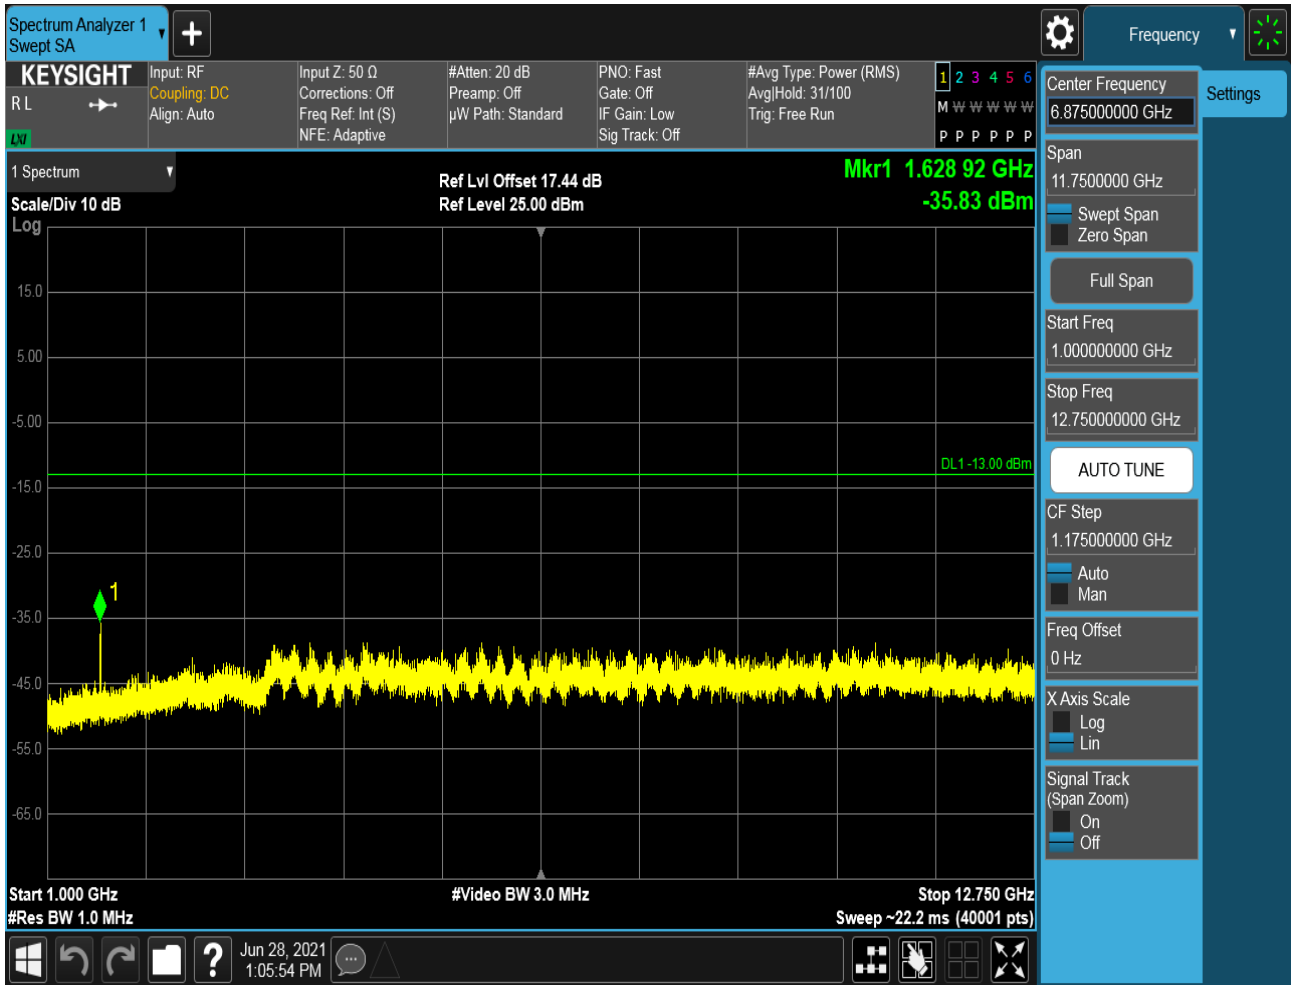 Spectrum Analyzer 1
Swept SA
Frequency
KEYSIGHT
R L
LXI
Input: RF
Coupling: DC
Align: Auto
Input Z: 50 Ω
Corrections: Off
Freq Ref: Int (S)
NFE: Adaptive
#Atten: 20 dB
Preamp: Off
µW Path: Standard
PNO: Fast
Gate: Off
IF Gain: Low
Sig Track: Off
#Avg Type: Power (RMS)
Avg|Hold: 31/100
Trig: Free Run
1 2 3 4 5 6
M W W W W W
P P P P P P
1 Spectrum
Scale/Div 10 dB
Log
Ref Lvl Offset 17.44 dB
Ref Level 25.00 dBm
Mkr1 1.628 92 GHz
-35.83 dBm
15.0
5.00
-5.00
DL1 -13.00 dBm
-15.0
-25.0
1
-35.0
-45.0
-55.0
-65.0
Start 1.000 GHz
#Res BW 1.0 MHz
#Video BW 3.0 MHz
Stop 12.750 GHz
Sweep ~22.2 ms (40001 pts)
Jun 28, 2021
1:05:54 PM
Center Frequency
6.875000000 GHz
Settings
Span
11.7500000 GHz
Swept Span
Zero Span
Full Span
Start Freq
1.000000000 GHz
Stop Freq
12.750000000 GHz
AUTO TUNE
CF Step
1.175000000 GHz
Auto
Man
Freq Offset
0 Hz
X Axis Scale
Log
Lin
Signal Track
(Span Zoom)
On
Off